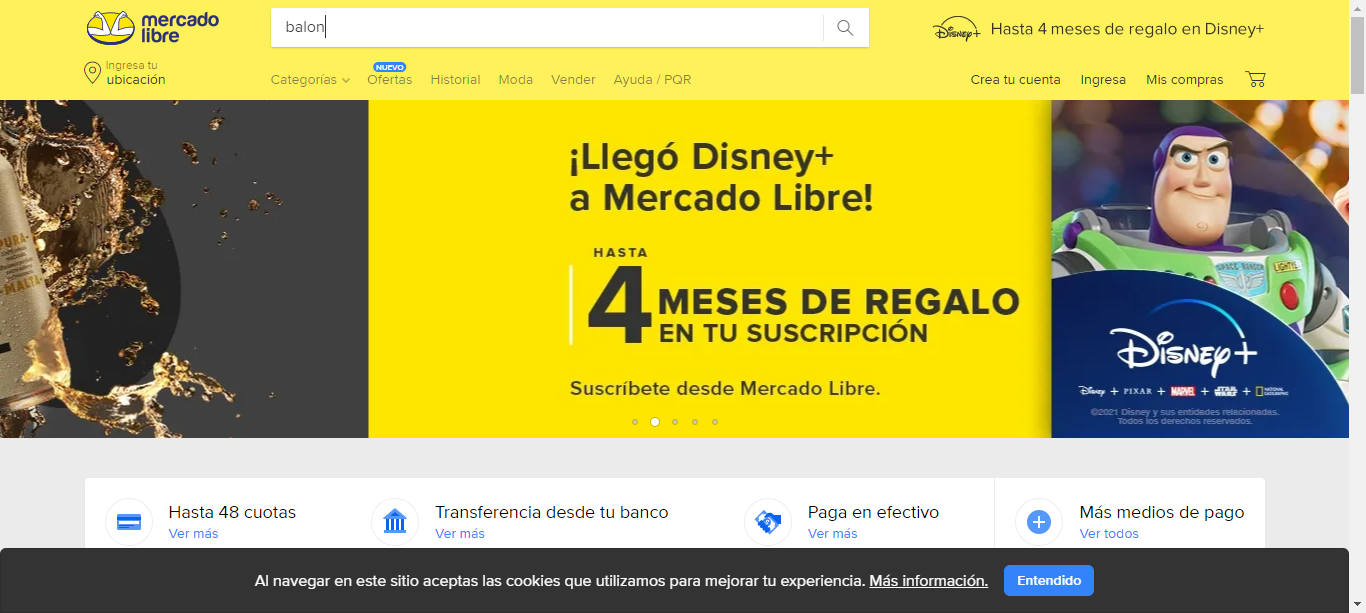 mercado
libre
balon
Disney+ Hasta 4 meses de regalo en Disney+
Ingresa tu
ubicación
Categorías
NUEVO
Ofertas
Historial
Moda
Vender
Ayuda / PQR
Crea tu cuenta
Ingresa
Mis compras
PURA
MALTA
¡Llegó Disney+
a Mercado Libre!
HASTA
4 MESES DE REGALO
EN TU SUSCRIPCIÓN
Suscríbete desde Mercado Libre.
SPACE RANGER
LIGHTYE
Disney+
Disney + PIXAR + MARVEL + STAR WARS + NATIONAL GEOGRAPHIC
©2021 Disney y sus entidades relacionadas.
Todos los derechos reservados.
Hasta 48 cuotas
Ver más
Transferencia desde tu banco
Ver más
Paga en efectivo
Ver más
Más medios de pago
Ver todos
Al navegar en este sitio aceptas las cookies que utilizamos para mejorar tu experiencia. Más información.
Entendido